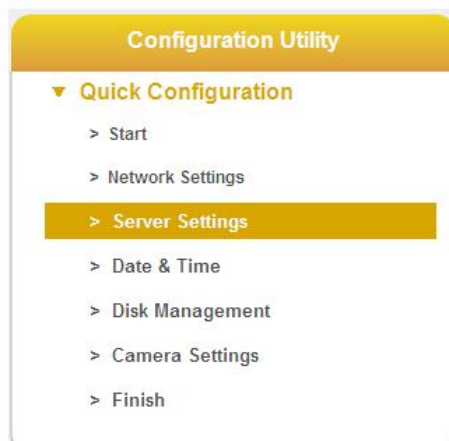 Configuration Utility
Quick Configuration
> Start
> Network Settings
> Server Settings
> Date & Time
> Disk Management
> Camera Settings
> Finish